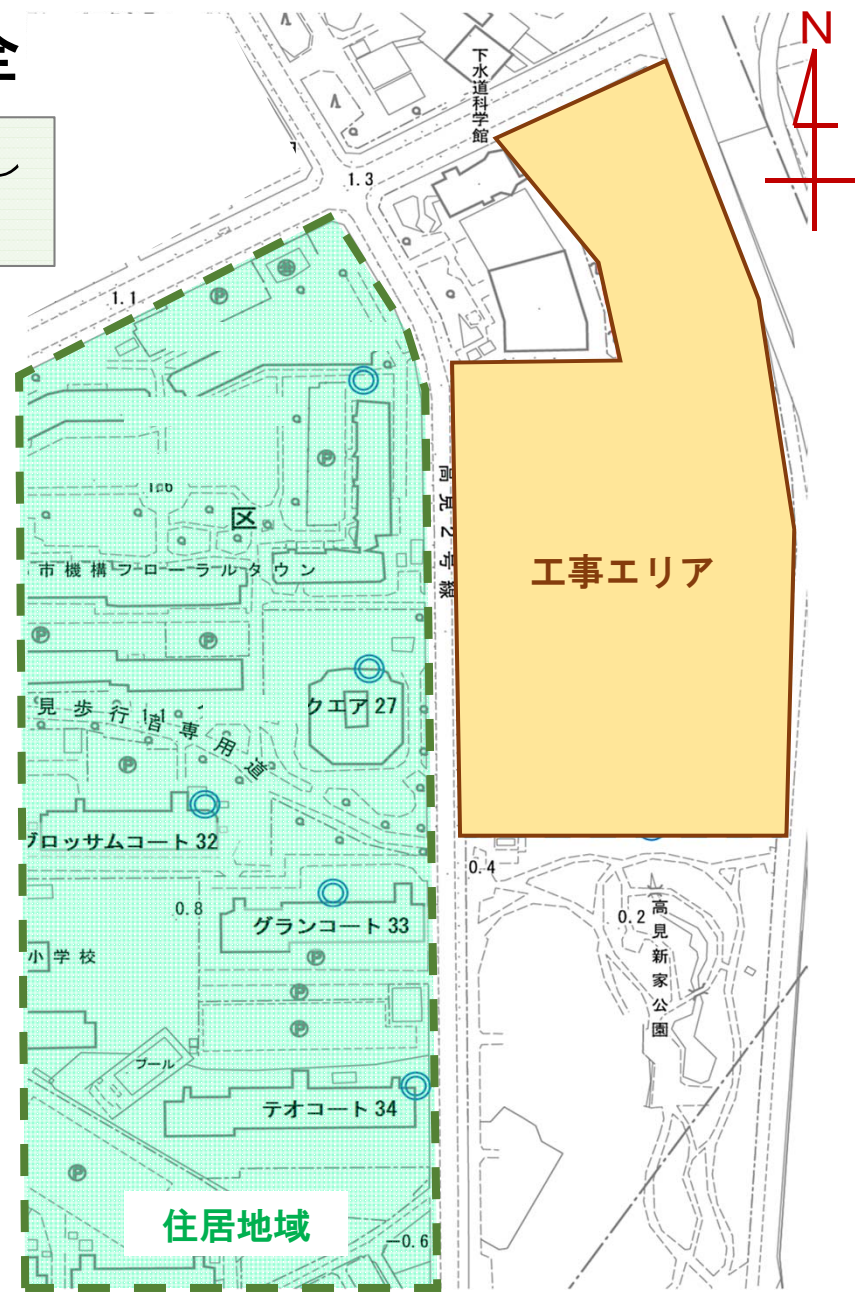 全
し
N
下水道科学館
1.3
1.1
高見2号線
工事エリア
区
市機構フローラルタウン
クエア27
見歩行者専用道
1.1
ブロッサムコート32
0.4
0.8
グランコート33
0.2
高見新家公園
小学校
プール
テオコート34
住居地域
-0.6
P
P
P
P
P
P
P
P
P